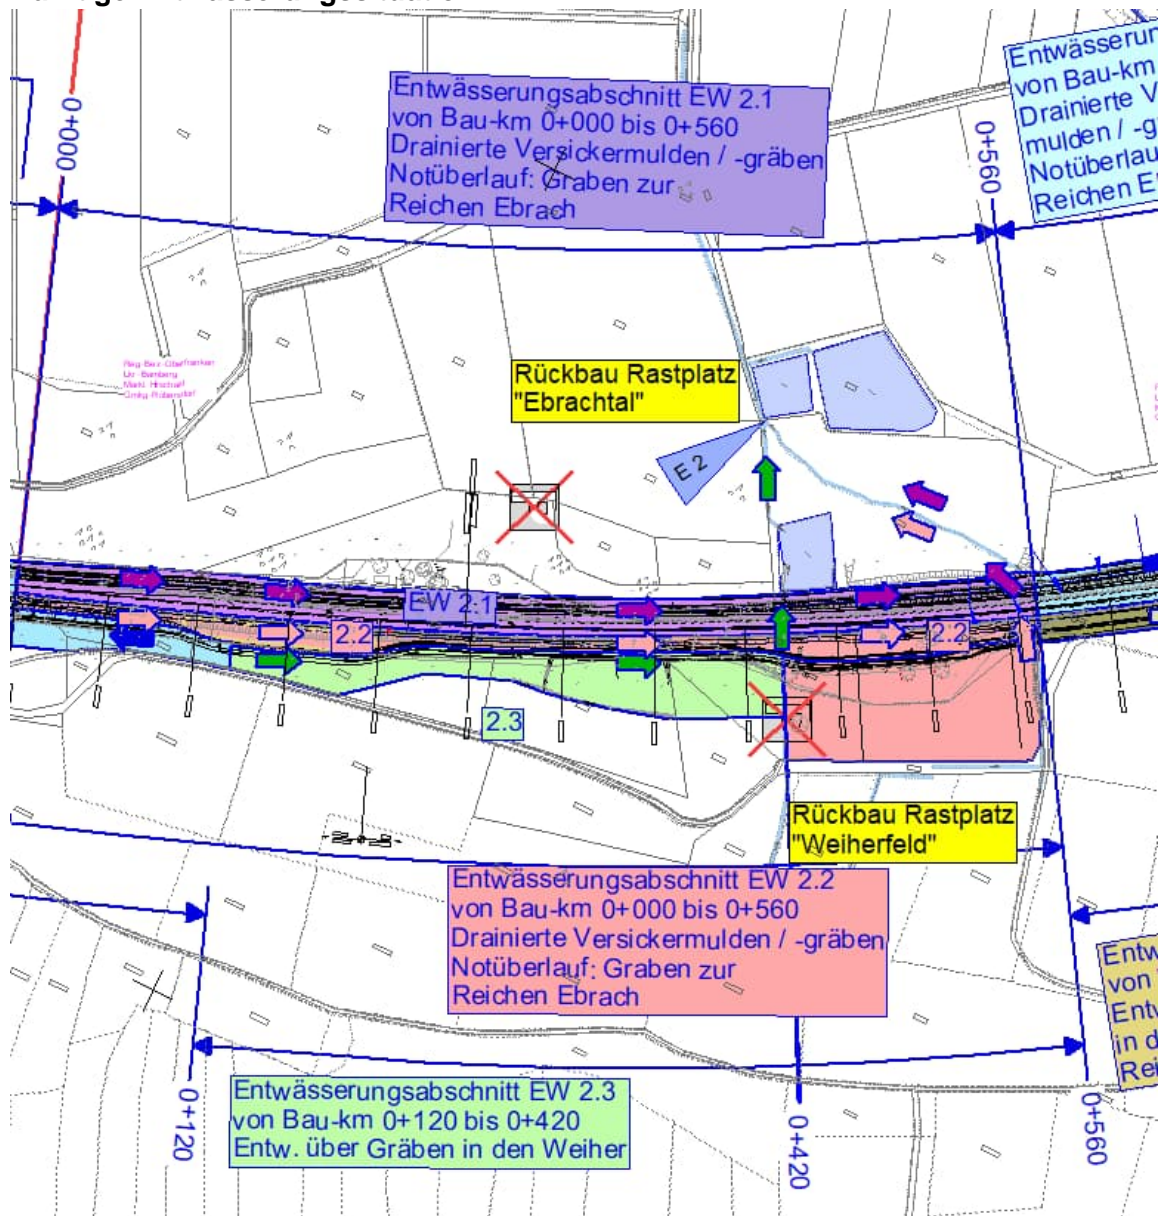 0+000
Entwässerungsabschnitt EW 2.1
von Bau-km 0+000 bis 0+560
Drainierte Versickermulden / -gräben
Notüberlauf: Graben zur
Reichen Ebrach
0+560
Entwässerun
von Bau-km
Drainierte V
mulden / -g
Notüberlau
Reichen E
Rückbau Rastplatz
"Ebrachtal"
E 2
EW 2.1
2.2
2.2
2.3
Rückbau Rastplatz
"Weiherfeld"
Entwässerungsabschnitt EW 2.2
von Bau-km 0+000 bis 0+560
Drainierte Versickermulden / -gräben
Notüberlauf: Graben zur
Reichen Ebrach
Entw
von
Entw
in d
Rei
0+120
Entwässerungsabschnitt EW 2.3
von Bau-km 0+120 bis 0+420
Entw. über Gräben in den Weiher
0+420
0+560